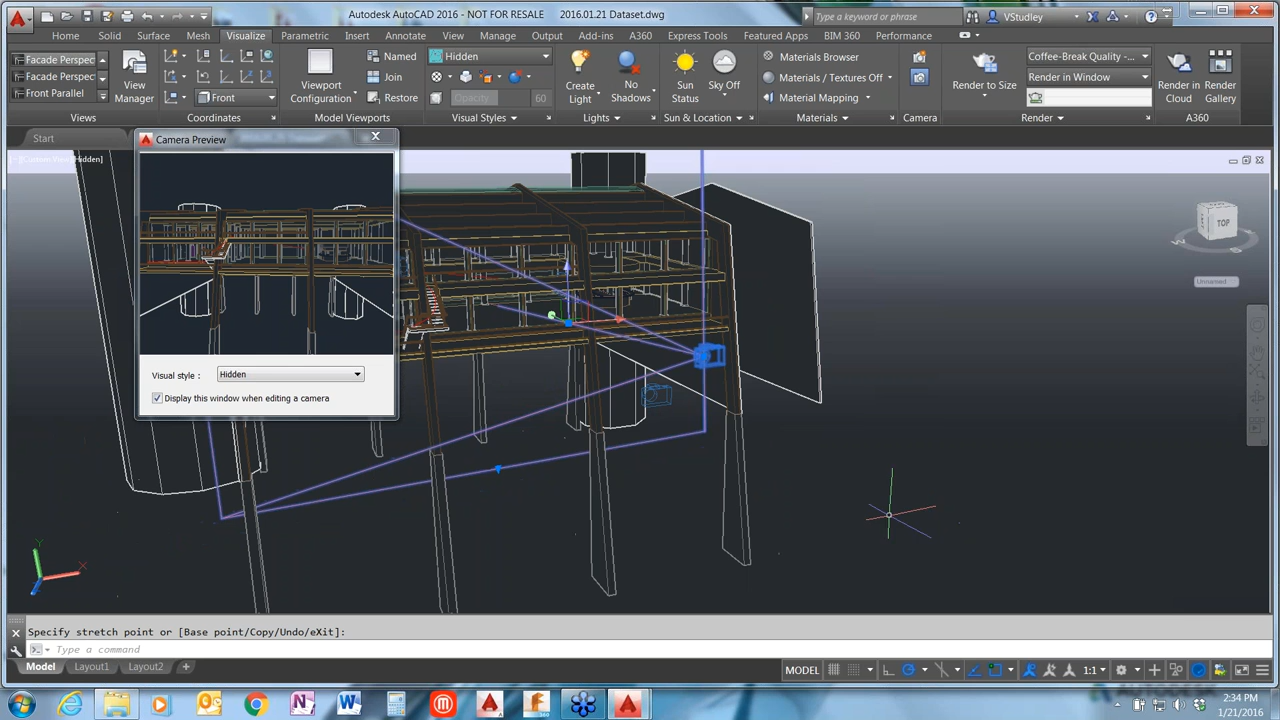 Autodesk AutoCAD 2016 - NOT FOR RESALE 2016.01.21 Dataset.dwg
Type a keyword or phrase
VStudley
Home Solid Surface Mesh Visualize Parametric Insert Annotate View Manage Output Add-ins A360 Express Tools Featured Apps BIM 360 Performance
Facade Perspec
Facade Perspec
Front Parallel
View
Manager
Views
Front
Coordinates
Viewport
Configuration
Named
Join
Restore
Model Viewports
Hidden
Opacity 60
Visual Styles
Create
Light
No
Shadows
Lights
Sun
Status
Sky Off
Sun & Location
Materials Browser
Materials / Textures Off
Material Mapping
Materials
Camera
Render to Size
Coffee-Break Quality -
Render in Window
Render
Render in
Cloud
Render
Gallery
A360
Start
Camera Preview
Visual style : Hidden
Display this window when editing a camera
TOP
Unnamed
Y
X
Specify stretch point or [Base point/Copy/Undo/eXit]:
Type a command
Model Layout1 Layout2 +
MODEL
1:1
2:34 PM
1/21/2016